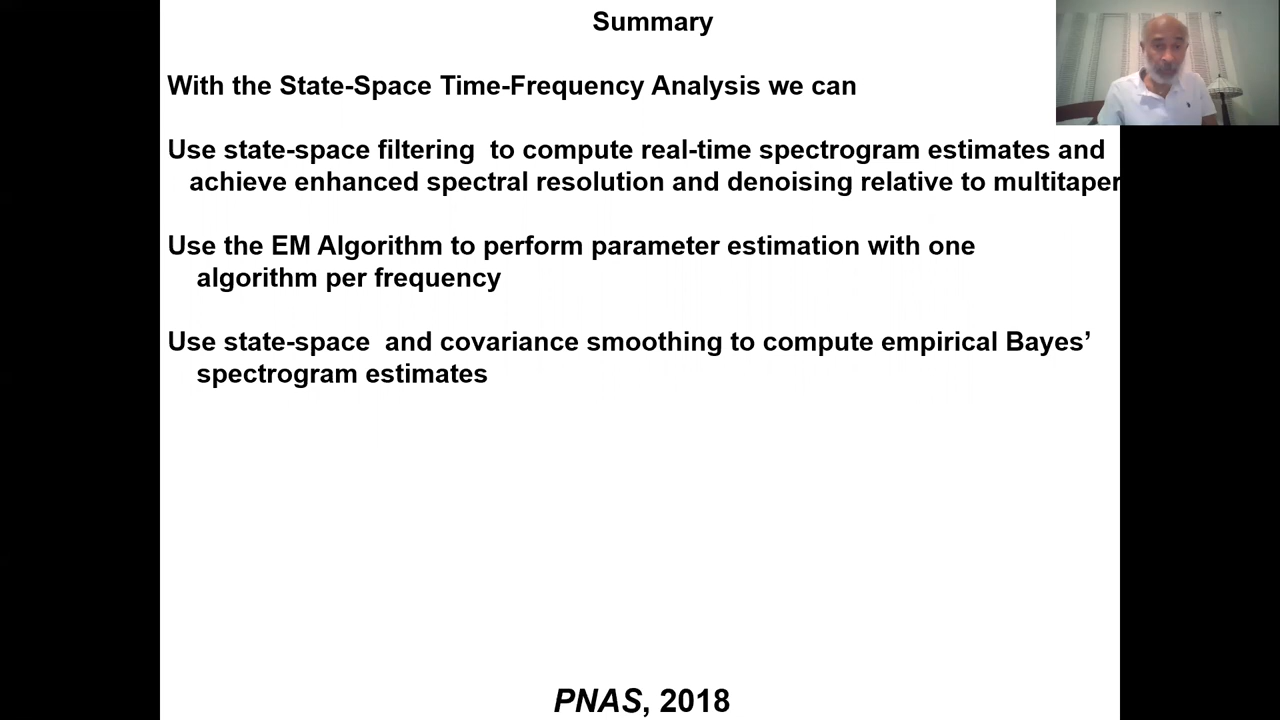 Summary
With the State-Space Time-Frequency Analysis we can
Use state-space filtering  to compute real-time spectrogram estimates and
achieve enhanced spectral resolution and denoising relative to multitaper
Use the EM Algorithm to perform parameter estimation with one
algorithm per frequency
Use state-space  and covariance smoothing to compute empirical Bayes’
spectrogram estimates
PNAS, 2018